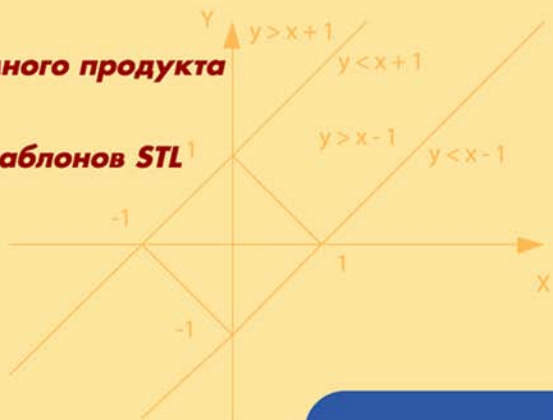 Y
y>x+1
y<x+1
ного продукта
y>x-1
аблонов STL
1
y<x-1
-1
1
X
-1